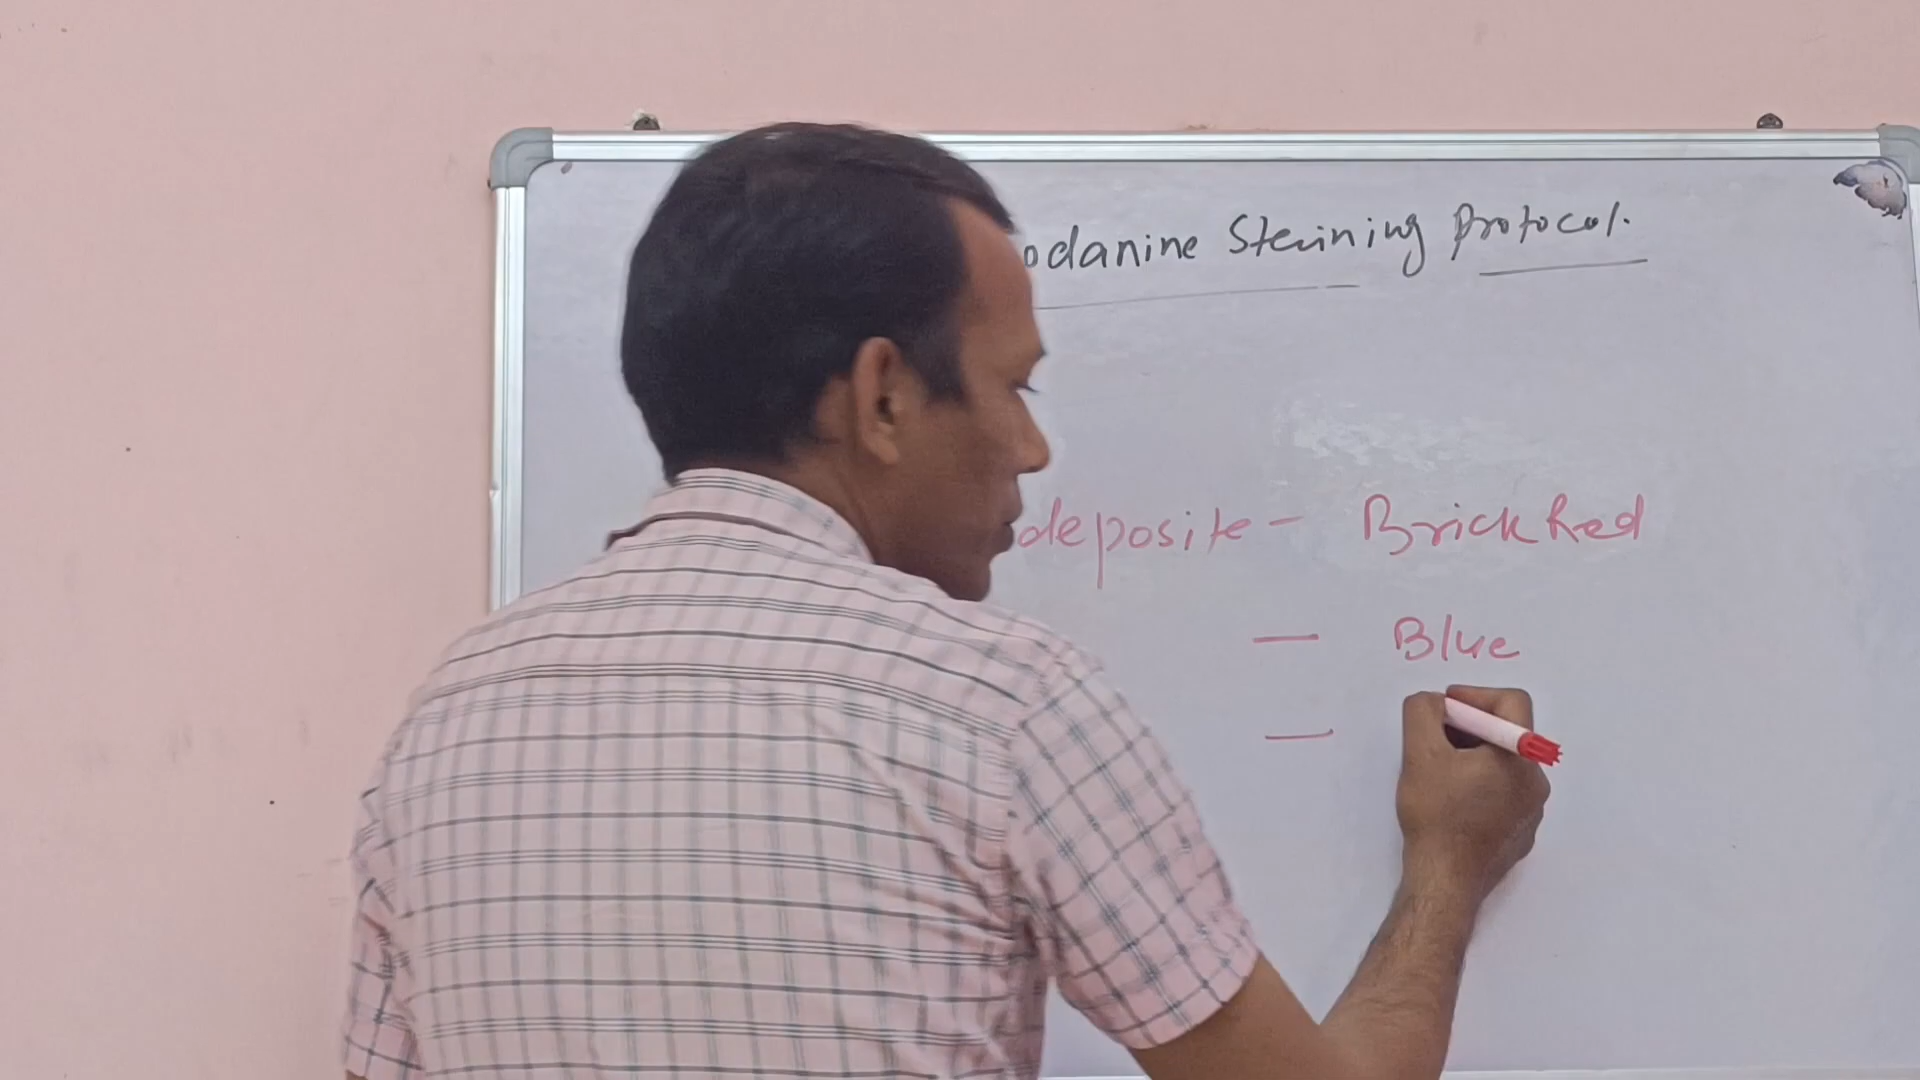 odanine Staining Protocol.
deposite - Brick Red
— Blue
—